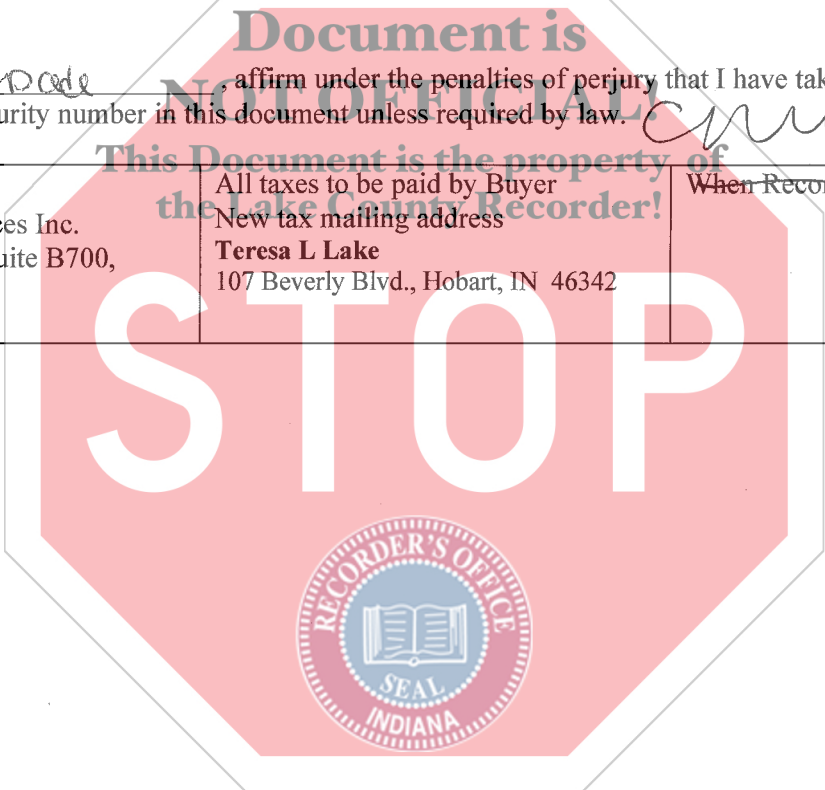 Document is
NOT OFFICIAL!
This Document is the property of
the Lake County Recorder!
, affirm under the penalties of perjury that I have tak
urity number in this document unless required by law.
ces Inc.
uite B700,
All taxes to be paid by Buyer
New tax mailing address
Teresa L Lake
107 Beverly Blvd., Hobart, IN 46342
When Recor
STOP
RECORDER'S OFFICE
SEAL
INDIANA